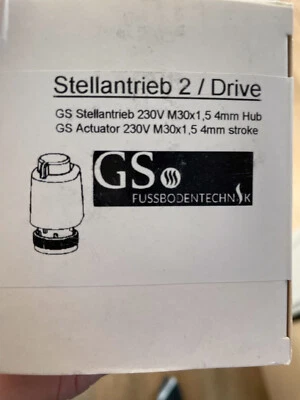 Stellantrieb 2 / Drive
GS Stellantrieb 230V M30x1,5 4mm Hub
GS Actuator 230V M30x1,5 4mm stroke
GS
FUSSBODENTECHNIK